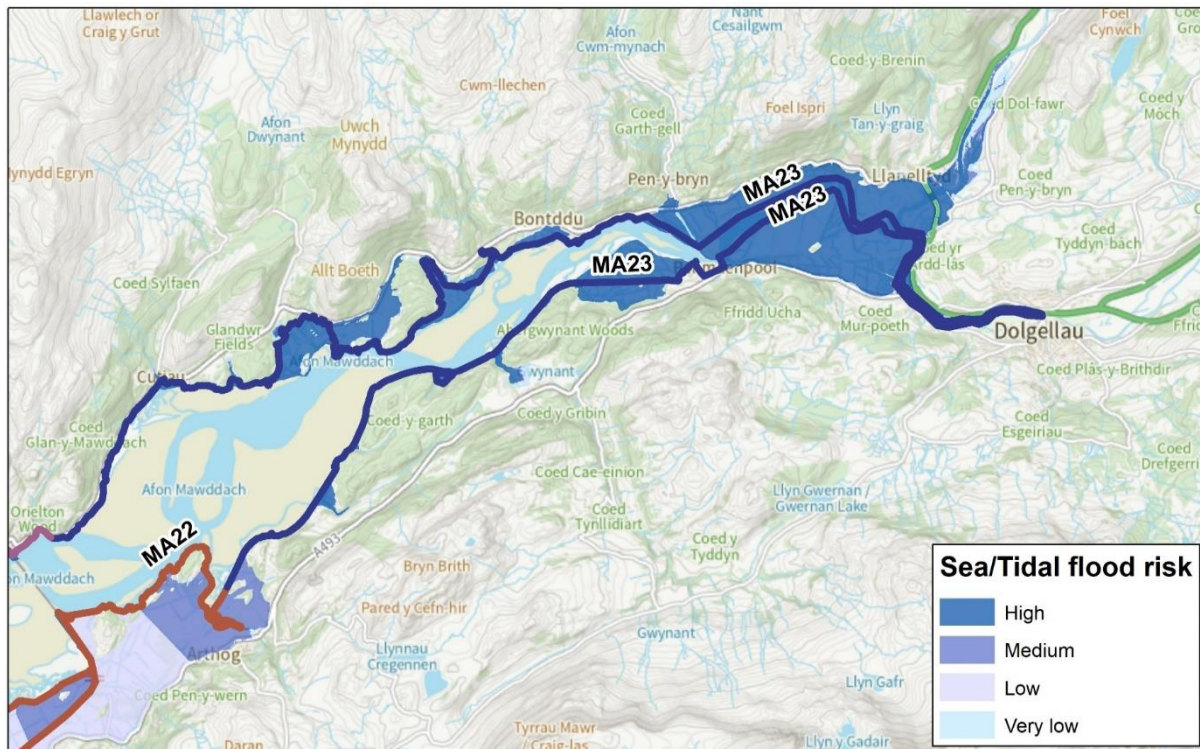 Llawlech or
Craig y Grut
Nant
Cesailgwm
Foel
Cynwch
Coed
Afon
Cwm-mynach
Coed-y-Brenin
Cwm-llechen
Coed Dol-fawr
Coed y
Moch
Afon
Dwynant
Uwch
Mynydd
Coed
Garth-gell
Foel Ispri
Llyn
Tan-y-graig
Mynydd Egryn
Pen-y-bryn
Llanelltyd
Coed
Pen-y-bryn
MA23
MA23
Bontddu
Coed
Tyddyn-bach
Allt Boeth
MA23
Coed Sylfaen
Ffridd Ucha
Coed
Mur-poeth
Dolgellau
Glandwr
Fields
Abergwynant Woods
Afon Mawddach
Cutiau
Coed Plas-y-Brithdir
Coed
Glan-y-Mawddach
Coed-y-garth
Coed y Gribin
Coed
Esgeiriau
Coed Cae-einion
Coed
Afon Mawddach
Llyn Gwernan /
Gwernan Lake
Orielton
Wood
MA22
Coed
Tynllidiart
A493
Coed y
Tyddyn
Afon Mawddach
Bryn Brith
Pared y Cefn-hir
Gwynant
Arthog
Llynnau
Cregennen
Coed Pen-y-wern
Llyn Gafr
Daran
Tyrrau Mawr
/ Craig-las
Llyn y Gadair
Sea/Tidal flood risk
High
Medium
Low
Very low